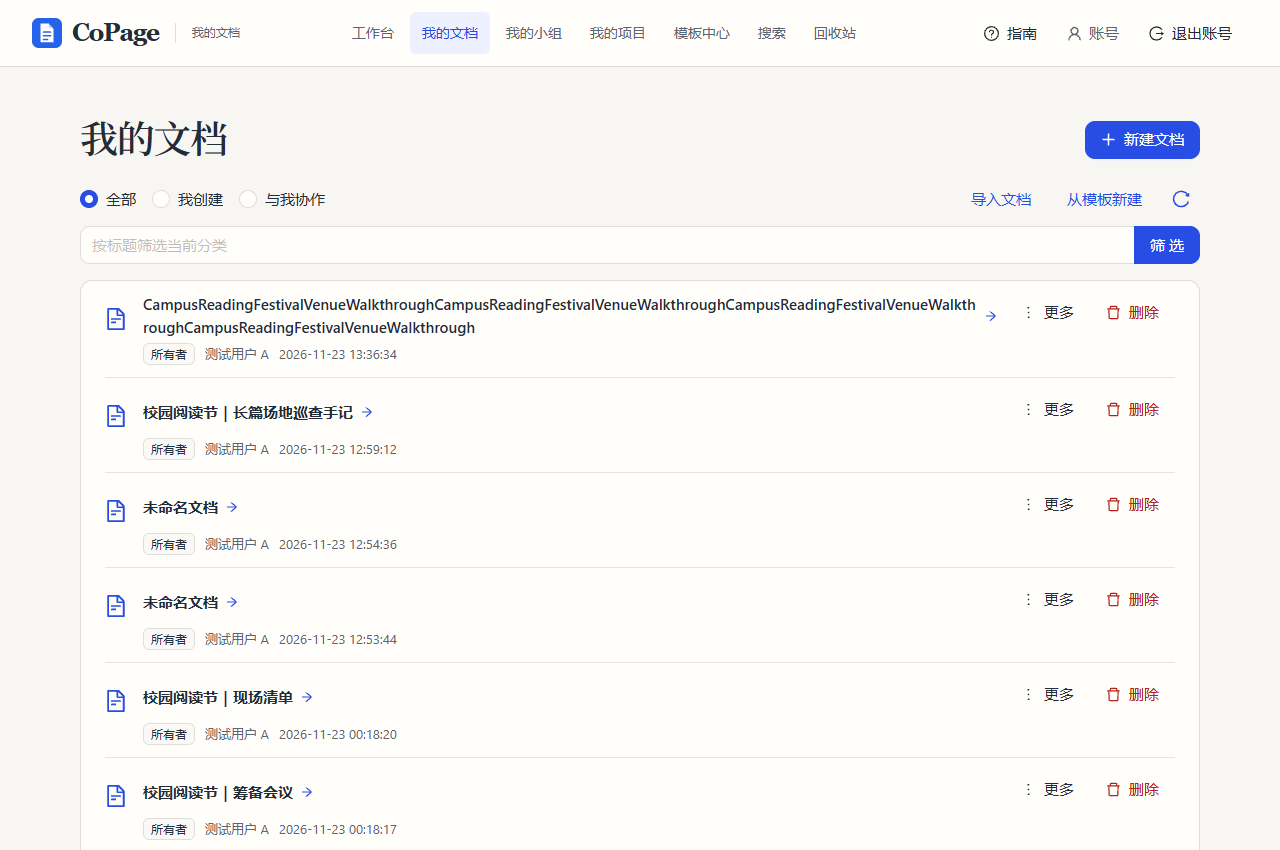 CoPage 我的文档 工作台 我的文档 我的小组 我的项目 模板中心 搜索 回收站 指南 账号 退出账号
我的文档
新建文档
全部 我创建 与我协作 导入文档 从模板新建
按标题筛选当前分类 筛选
CampusReadingFestivalVenueWalkthroughCampusReadingFestivalVenueWalkthroughCampusReadingFestivalVenueWalkth
roughCampusReadingFestivalVenueWalkthrough
更多 删除
所有者 测试用户 A 2026-11-23 13:36:34
校园阅读节 | 长篇场地巡查手记 更多 删除
所有者 测试用户 A 2026-11-23 12:59:12
未命名文档 更多 删除
所有者 测试用户 A 2026-11-23 12:54:36
未命名文档 更多 删除
所有者 测试用户 A 2026-11-23 12:53:44
校园阅读节 | 现场清单 更多 删除
所有者 测试用户 A 2026-11-23 00:18:20
校园阅读节 | 筹备会议 更多 删除
所有者 测试用户 A 2026-11-23 00:18:17